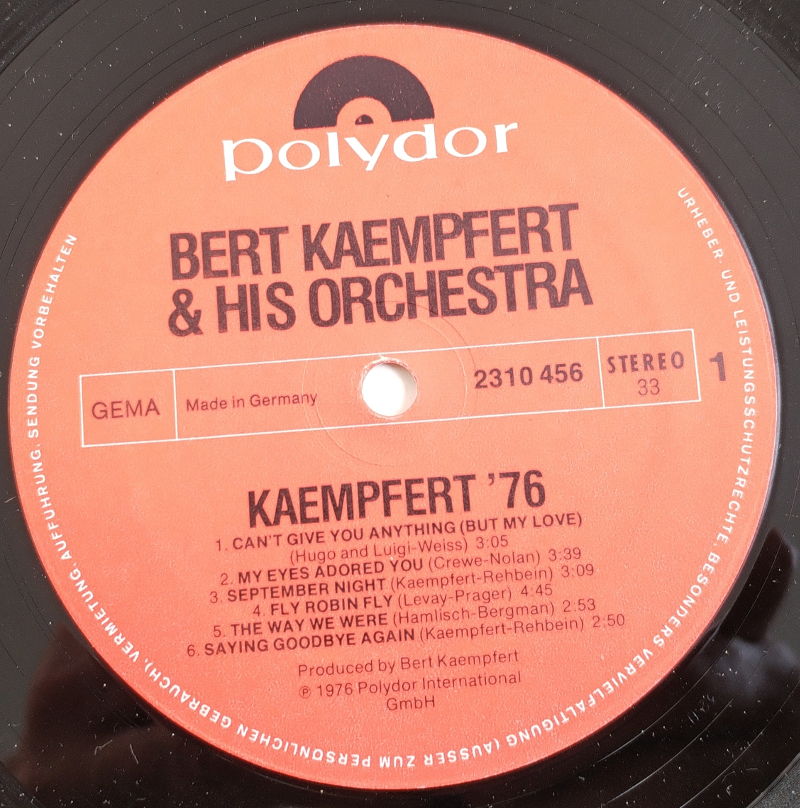 polydor
BERT KAEMPFERT
& HIS ORCHESTRA
GEMA
Made in Germany
2310 456
STEREO
33
1
KAEMPFERT '76
1. CAN'T GIVE YOU ANYTHING (BUT MY LOVE)
(Hugo and Luigi-Weiss) 3:05
2. MY EYES ADORED YOU (Crewe-Nolan) 3:39
3. SEPTEMBER NIGHT (Kaempfert-Rehbein) 3:09
4. FLY ROBIN FLY (Levay-Prager) 4:45
5. THE WAY WE WERE (Hamlisch-Bergman) 2:53
6. SAYING GOODBYE AGAIN (Kaempfert-Rehbein) 2:50
Produced by Bert Kaempfert
℗ 1976 Polydor International
GmbH
URHEBER- UND LEISTUNGSSCHUTZRECHTE, BESONDERS VERVIELFÄLTIGUNG (AUSSER ZUM PERSÖNLICHEN GEBRAUCH), VERMIETUNG, AUFFÜHRUNG, SENDUNG VORBEHALTEN